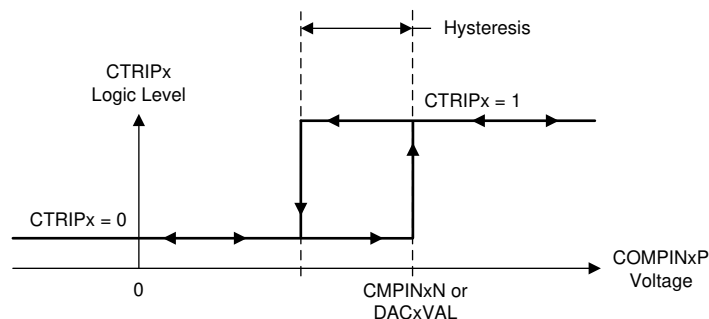 Hysteresis
CTRIPx
Logic Level
CTRIPx = 1
CTRIPx = 0
COMPINxP
Voltage
0
CMPINxN or
DACxVAL